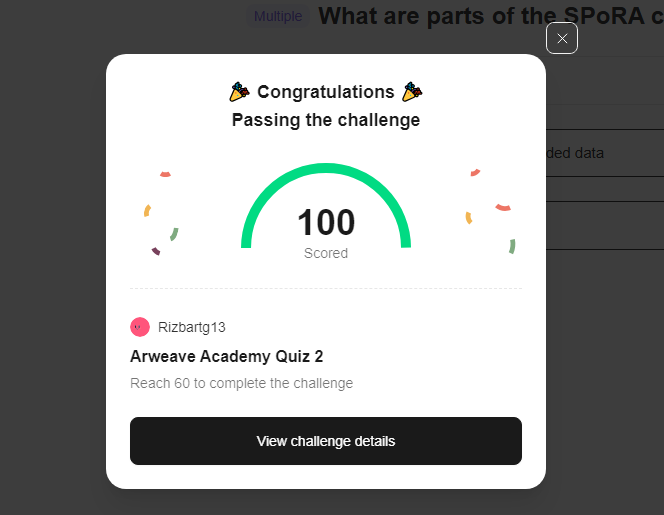 Multiple What are parts of the SPoRA c
Congratulations
Passing the challenge
ded data
100
Scored
Rizbartg13
Arweave Academy Quiz 2
Reach 60 to complete the challenge
View challenge details